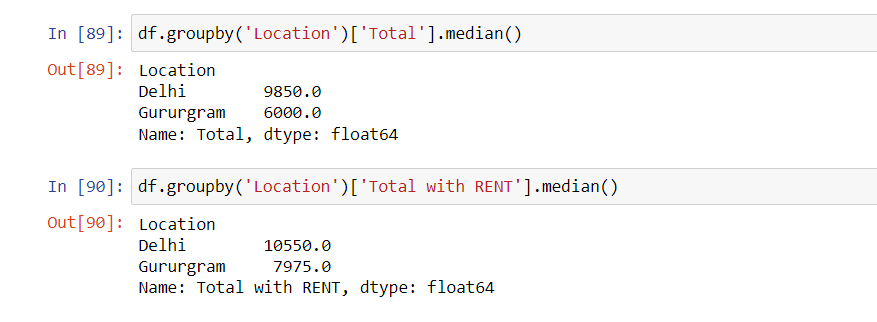 In [89]: df.groupby('Location')['Total'].median()
Out[89]: Location
Delhi        9850.0
Gururgram    6000.0
Name: Total, dtype: float64
In [90]: df.groupby('Location')['Total with RENT'].median()
Out[90]: Location
Delhi        10550.0
Gururgram     7975.0
Name: Total with RENT, dtype: float64